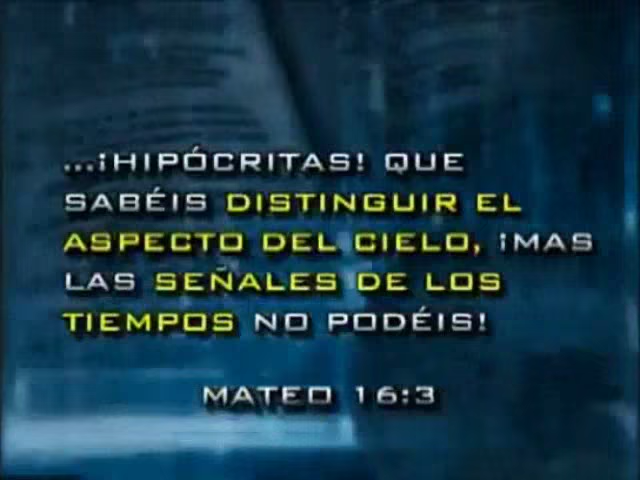 ...¡HIPÓCRITAS! QUE
SABÉIS DISTINGUIR EL
ASPECTO DEL CIELO, ¡MAS
LAS SEÑALES DE LOS
TIEMPOS NO PODÉIS!
MATEO 16:3